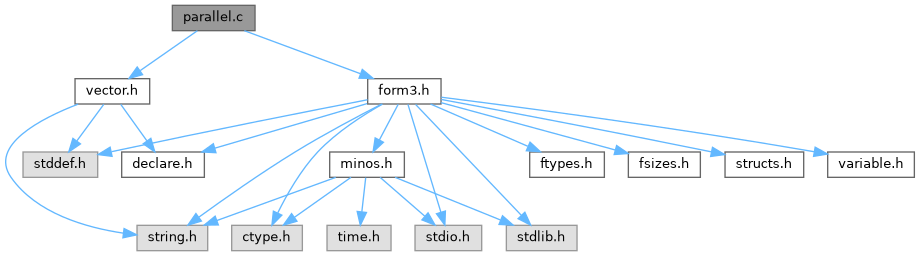 parallel.c
vector.h
form3.h
stddef.h
declare.h
minos.h
ftypes.h
fsizes.h
structs.h
variable.h
string.h
ctype.h
time.h
stdio.h
stdlib.h